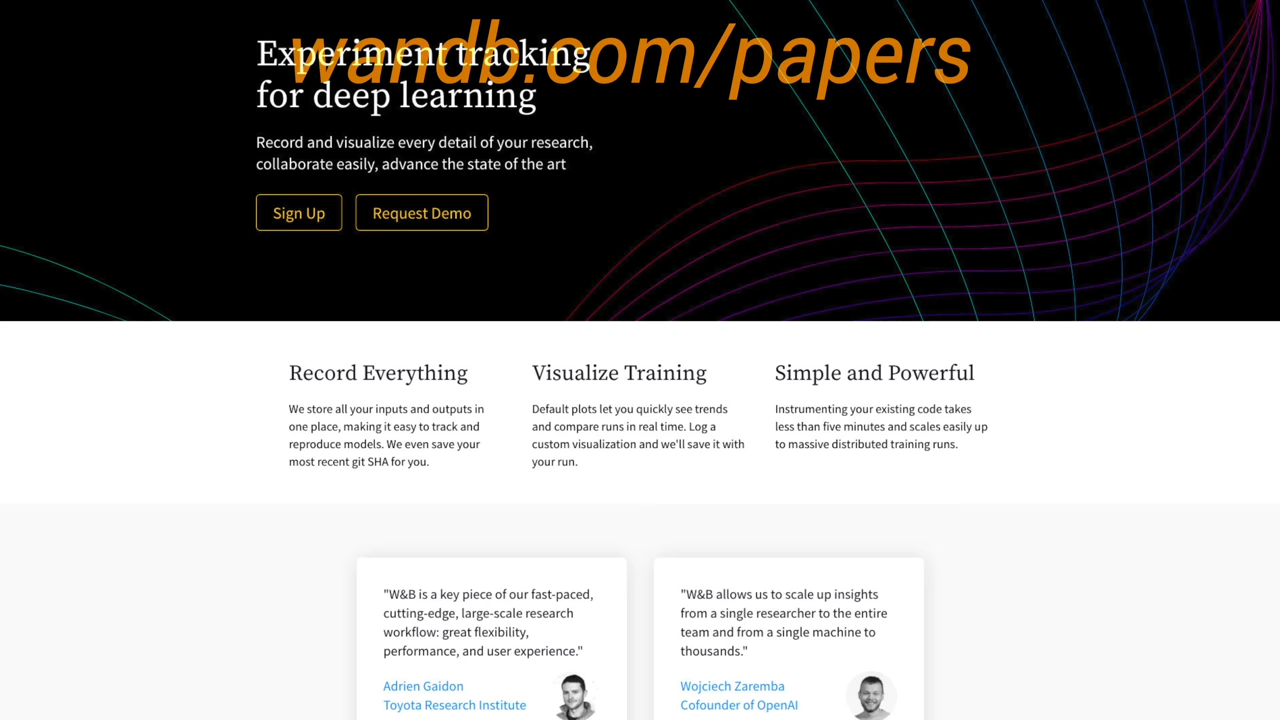 wandb.com/papers
Experiment tracking
for deep learning
Record and visualize every detail of your research,
collaborate easily, advance the state of the art
Sign Up
Request Demo
Record Everything
We store all your inputs and outputs in
one place, making it easy to track and
reproduce models. We even save your
most recent git SHA for you.
Visualize Training
Default plots let you quickly see trends
and compare runs in real time. Log a
custom visualization and we'll save it with
your run.
Simple and Powerful
Instrumenting your existing code takes
less than five minutes and scales easily up
to massive distributed training runs.
"W&B is a key piece of our fast-paced,
cutting-edge, large-scale research
workflow: great flexibility,
performance, and user experience."
Adrien Gaidon
Toyota Research Institute
"W&B allows us to scale up insights
from a single researcher to the entire
team and from a single machine to
thousands."
Wojciech Zaremba
Cofounder of OpenAI